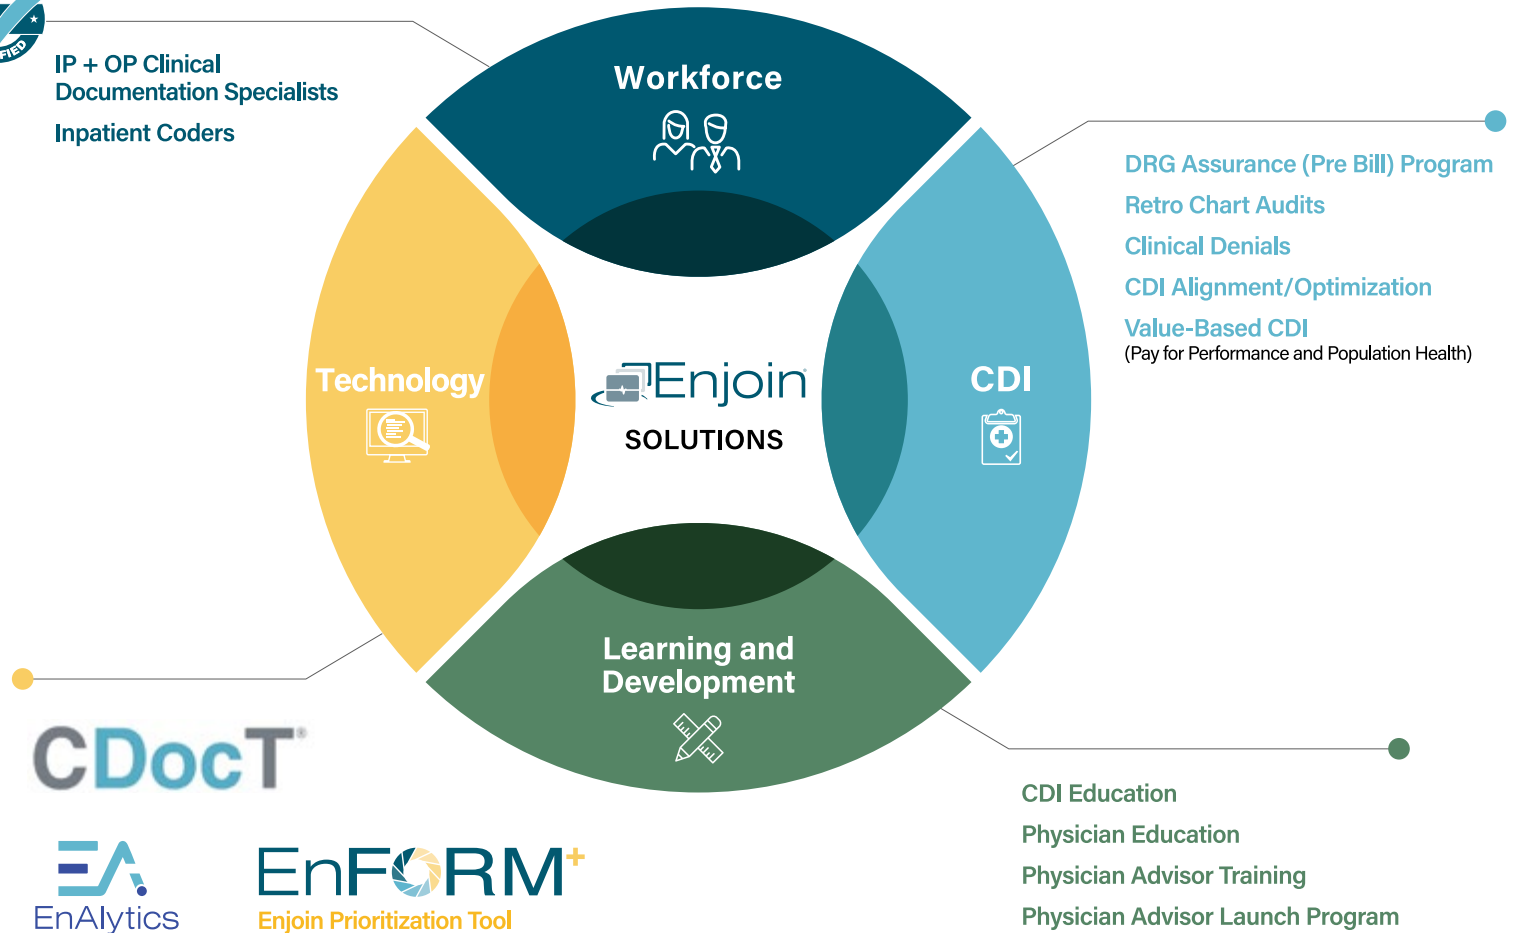 FIED
IP + OP Clinical
Documentation Specialists
Inpatient Coders
Workforce
DRG Assurance (Pre Bill) Program
Retro Chart Audits
Clinical Denials
CDI Alignment/Optimization
Value-Based CDI
(Pay for Performance and Population Health)
Technology
Enjoin
SOLUTIONS
CDI
Learning and
Development
CDocT®
EnAlytics
EnFORM+
Enjoin Prioritization Tool
CDI Education
Physician Education
Physician Advisor Training
Physician Advisor Launch Program